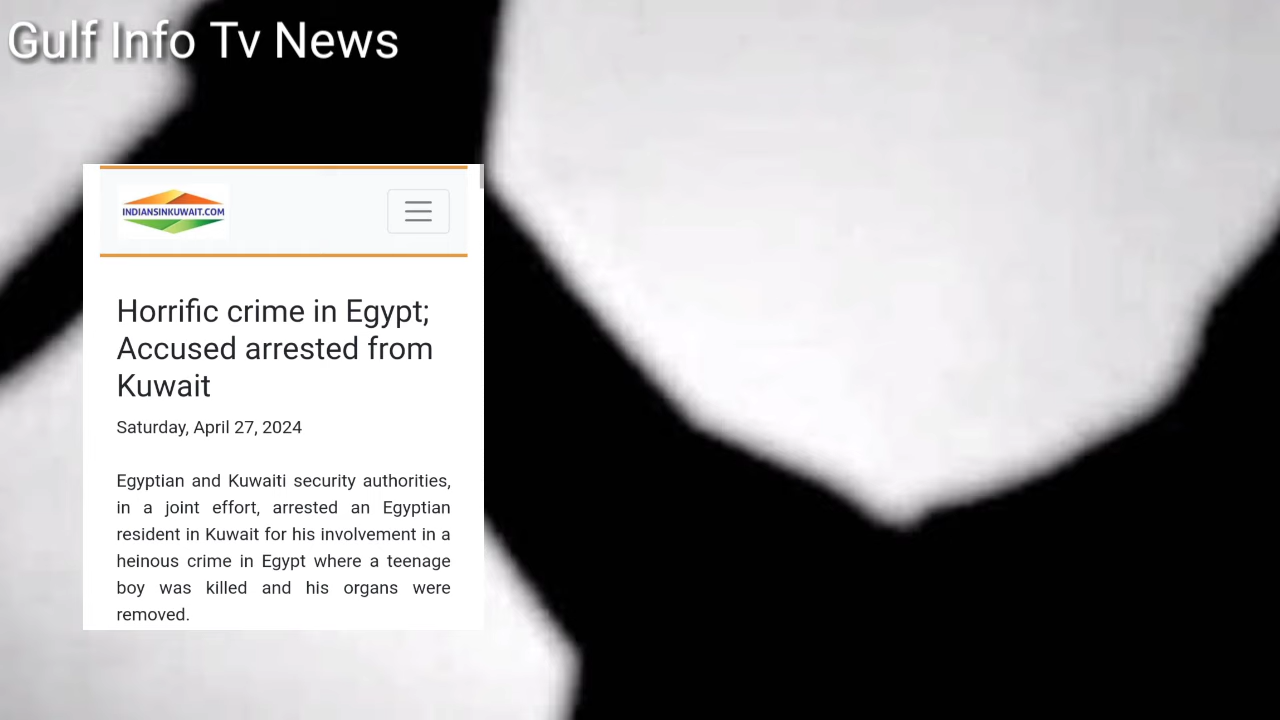 Gulf Info Tv News
INDIANSINKUWAIT.COM
Horrific crime in Egypt;
Accused arrested from
Kuwait
Saturday, April 27, 2024
Egyptian and Kuwaiti security authorities,
in a joint effort, arrested an Egyptian
resident in Kuwait for his involvement in a
heinous crime in Egypt where a teenage
boy was killed and his organs were
removed.